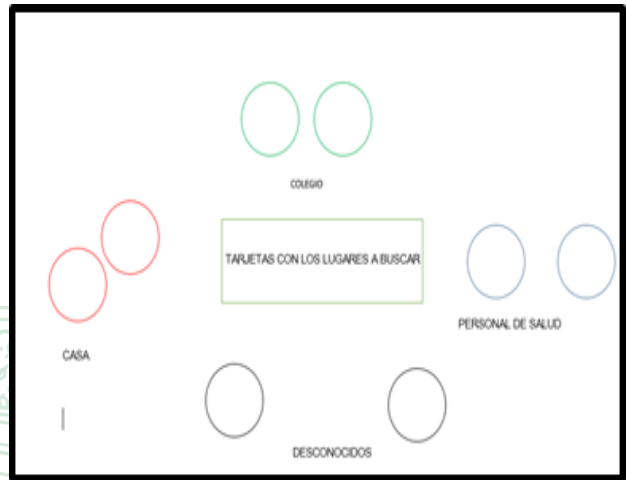 COLEGIO
TARJETAS CON LOS LUGARES A BUSCAR
PERSONAL DE SALUD
CASA
DESCONOCIDOS